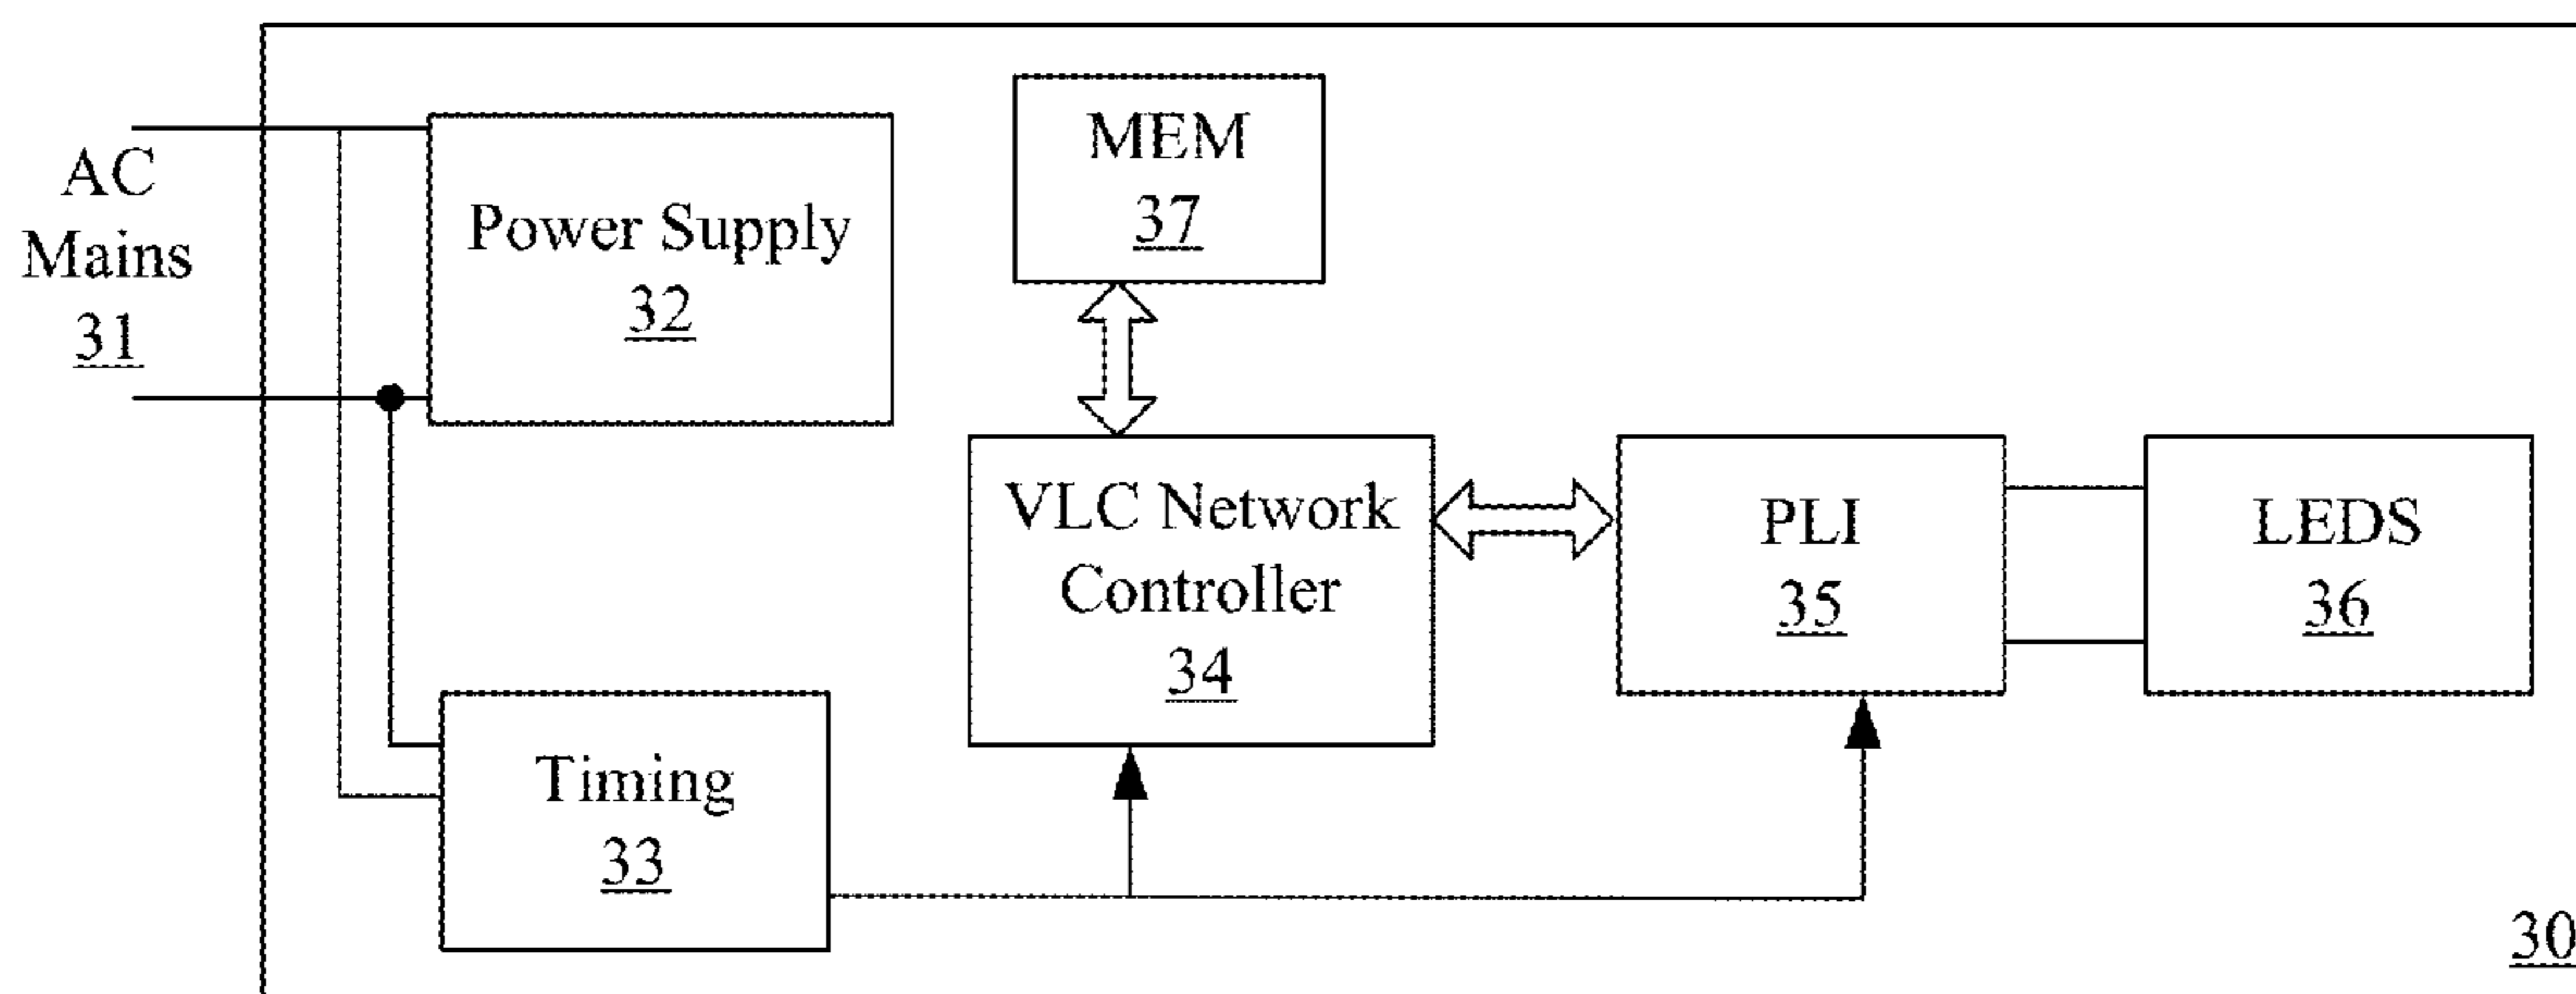 AC
Mains
31
Power Supply
32
MEM
37
VLC Network
Controller
34
PLI
35
LEDS
36
Timing
33
30